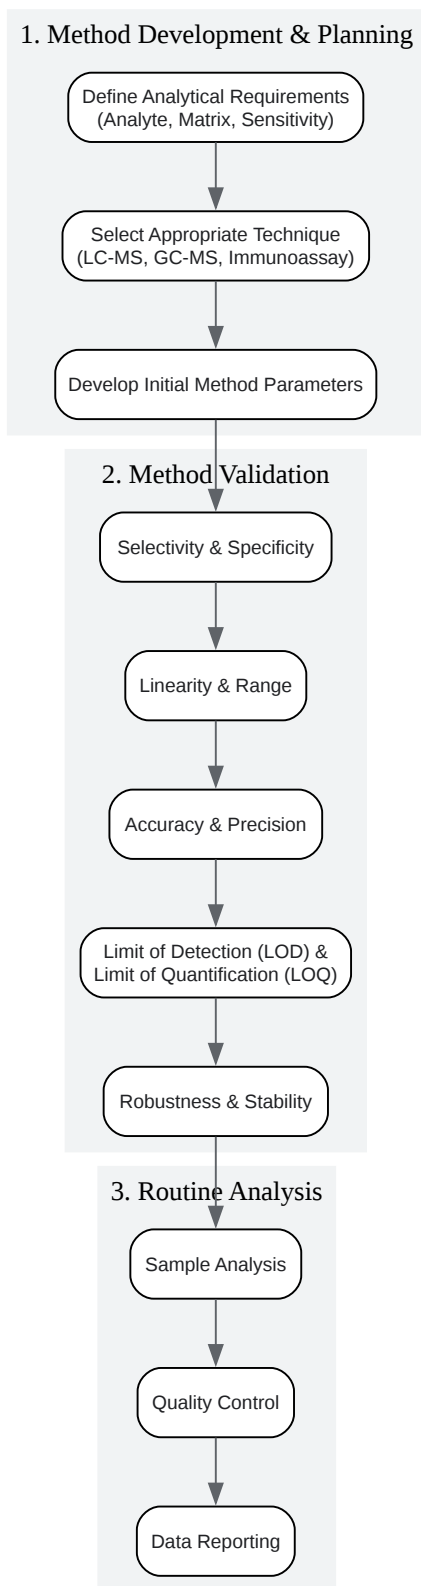 1. Method Development & Planning
Define Analytical Requirements
(Analyte, Matrix, Sensitivity)
Select Appropriate Technique
(LC-MS, GC-MS, Immunoassay)
Develop Initial Method Parameters
2. Method Validation
Selectivity & Specificity
Linearity & Range
Accuracy & Precision
Limit of Detection (LOD) &
Limit of Quantification (LOQ)
Robustness & Stability
3. Routine Analysis
Sample Analysis
Quality Control
Data Reporting